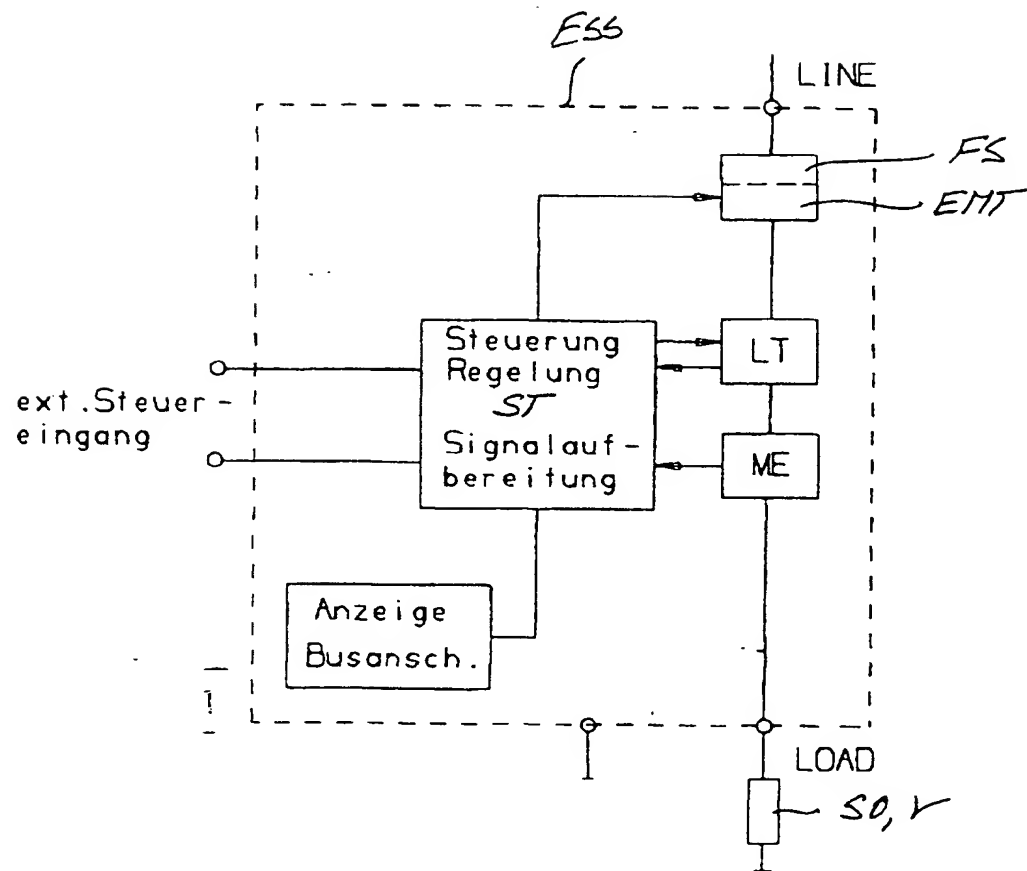 ESS
LINE
FS
EMT
Steuerung
Regelung
ST
Signalauf-
bereitung
LT
ME
ext.Steuer-
eingang
Anzeige
Busansch.
LOAD
SO, V